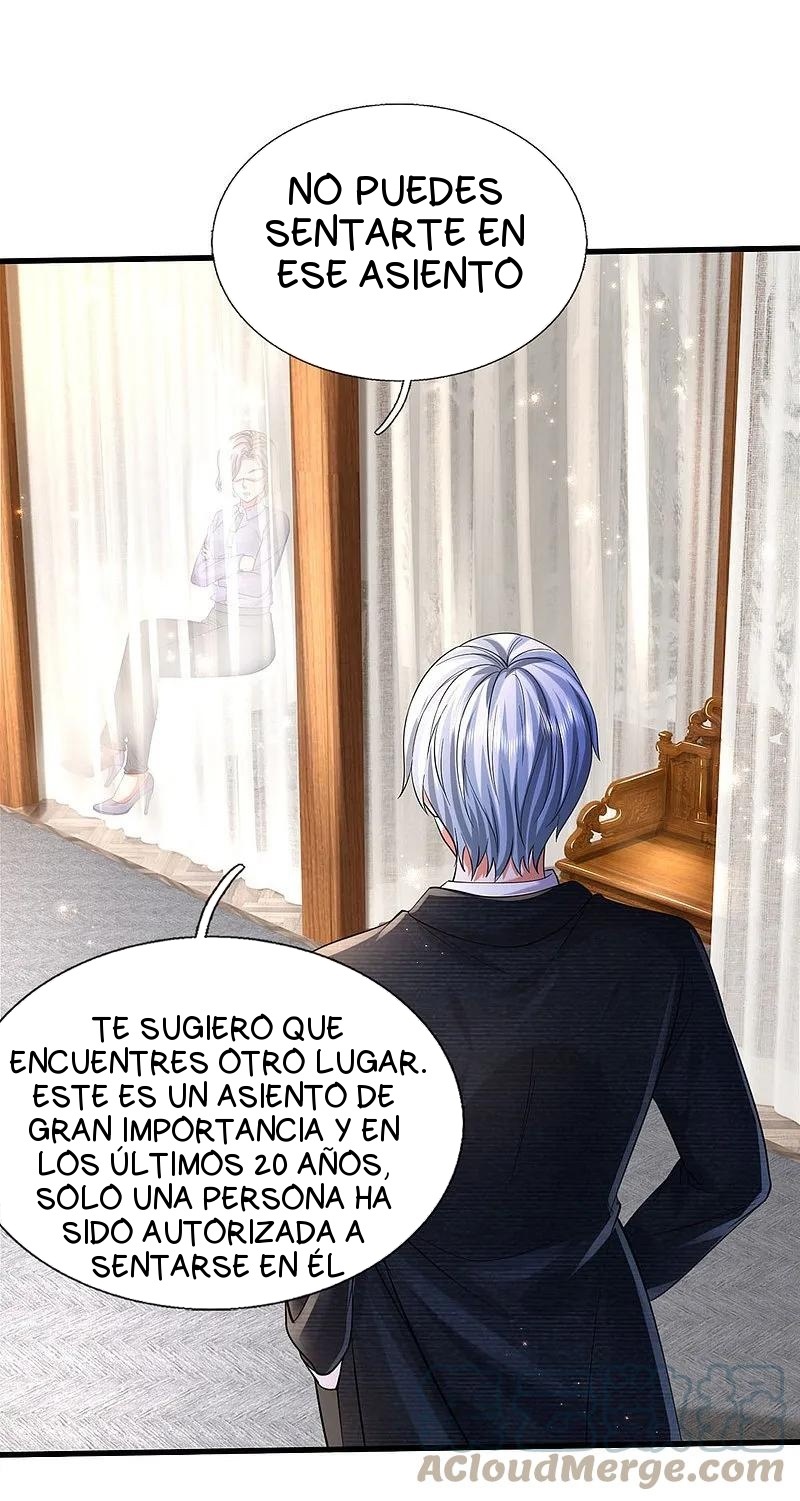 NO PUEDES
SENTARTE EN
ESE ASIENTO
TE SUGIERO QUE
ENCUENTRES OTRO LUGAR.
ESTE ES UN ASIENTO DE
GRAN IMPORTANCIA Y EN
LOS ÚLTIMOS 20 AÑOS,
SÓLO UNA PERSONA HA
SIDO AUTORIZADA A
SENTARSE EN ÉL
ACloudMerge.com